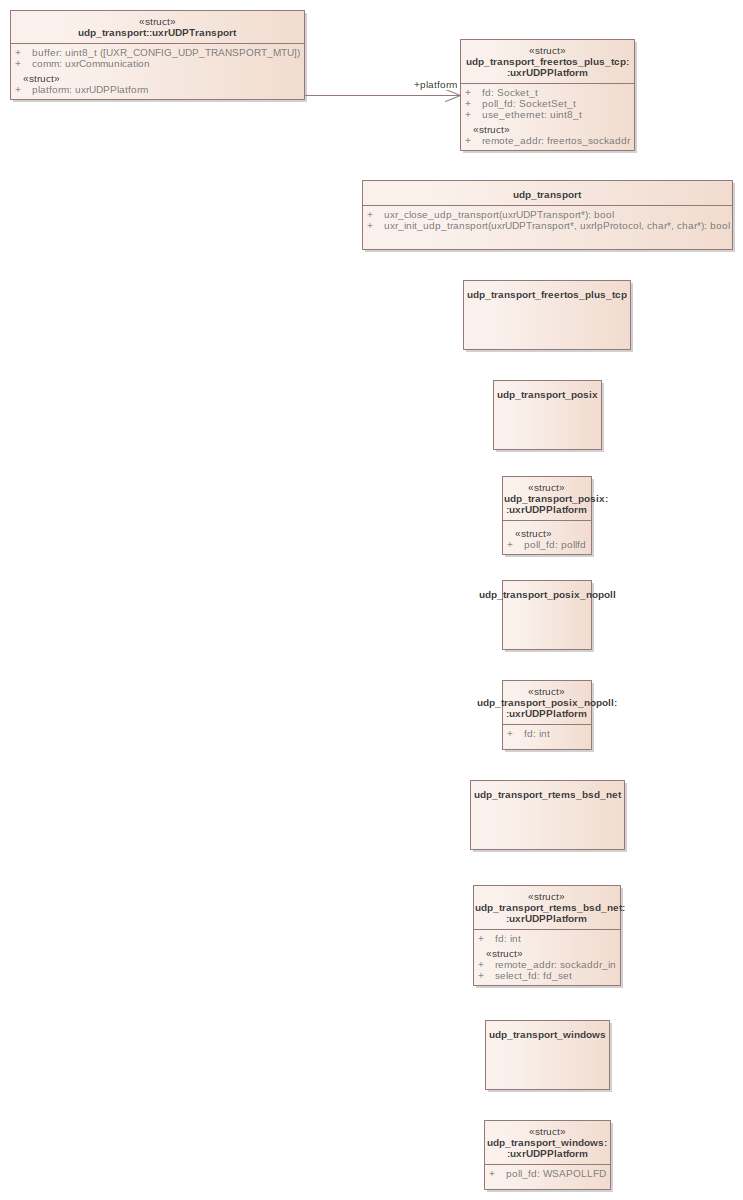 «struct»
udp_transport::uxrUDPTransport
+ buffer: uint8_t ([UXR_CONFIG_UDP_TRANSPORT_MTU])
+ comm: uxrCommunication
«struct»
+ platform: uxrUDPPlatform
+platform
«struct»
udp_transport_freertos_plus_tcp:
:uxrUDPPlatform
+ fd: Socket_t
+ poll_fd: SocketSet_t
+ use_ethernet: uint8_t
«struct»
+ remote_addr: freertos_sockaddr
udp_transport
+ uxr_close_udp_transport(uxrUDPTransport*): bool
+ uxr_init_udp_transport(uxrUDPTransport*, uxrIpProtocol, char*, char*): bool
udp_transport_freertos_plus_tcp
udp_transport_posix
«struct»
udp_transport_posix:
:uxrUDPPlatform
«struct»
+ poll_fd: pollfd
udp_transport_posix_nopoll
«struct»
udp_transport_posix_nopoll:
:uxrUDPPlatform
+ fd: int
udp_transport_rtems_bsd_net
«struct»
udp_transport_rtems_bsd_net:
:uxrUDPPlatform
+ fd: int
«struct»
+ remote_addr: sockaddr_in
+ select_fd: fd_set
udp_transport_windows
«struct»
udp_transport_windows:
:uxrUDPPlatform
+ poll_fd: WSAPOLLFD